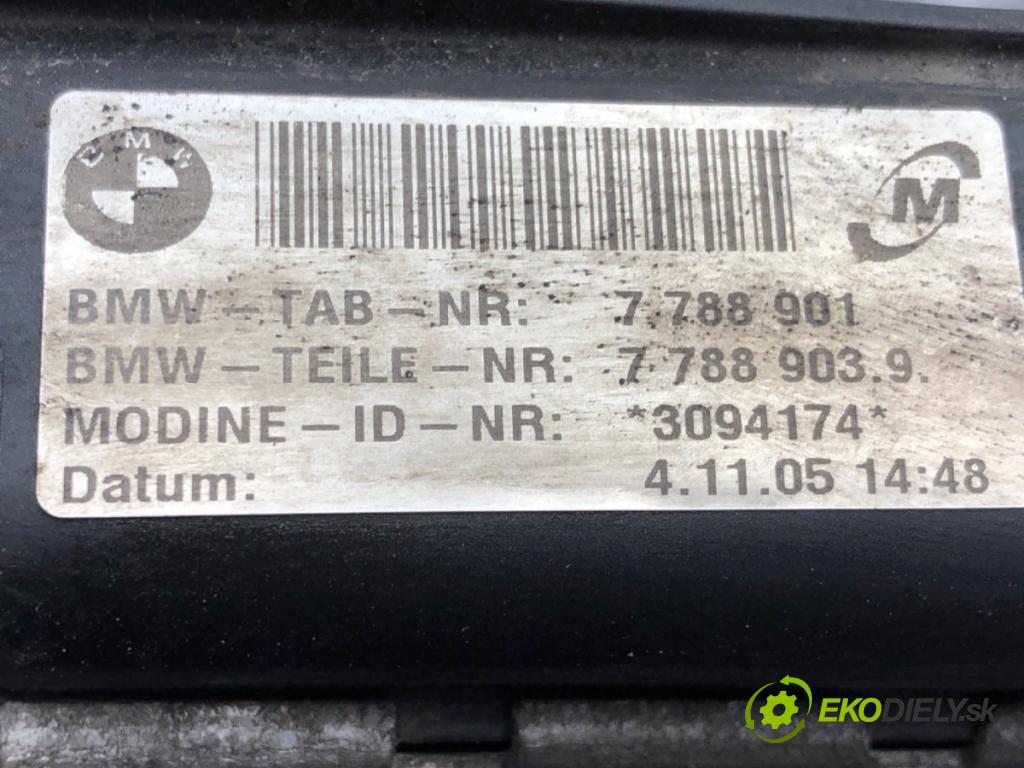 BMW
M
BMW-TAB-NR: 7 788 901
BMW-TEILE-NR: 7 788 903.9.
MODINE-ID-NR: *3094174*
Datum: 4.11.05 14:48
EKODIELY.sk